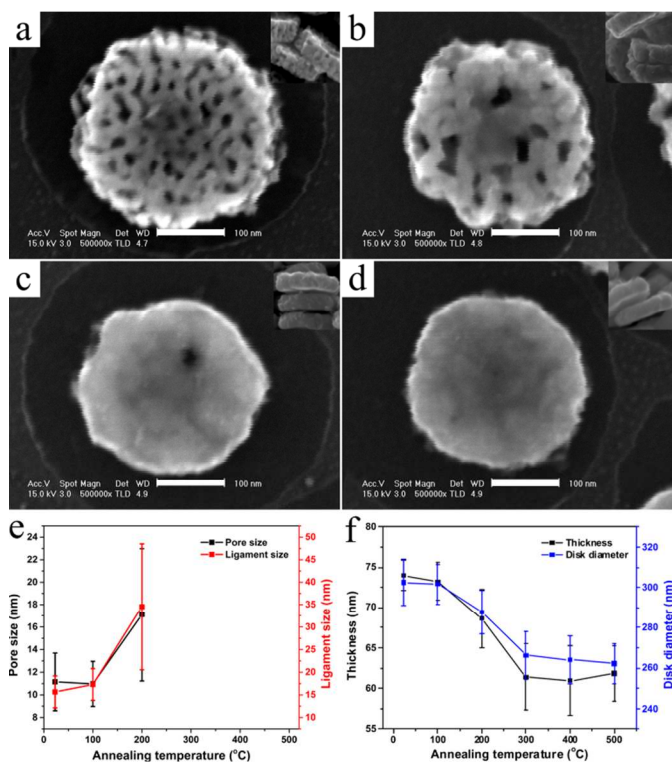 a
b
Acc.V Spot Magn Det WD
15.0 kV 3.0 500000x TLD 4.7 100 nm
Acc.V Spot Magn Det WD
15.0 kV 3.0 500000x TLD 4.8 100 nm
c
d
Acc.V Spot Magn Det WD
15.0 kV 3.0 500000x TLD 4.9 100 nm
Acc.V Spot Magn Det WD
15.0 kV 3.0 500000x TLD 4.9 100 nm
e
Pore size
Ligament size
Pore size (nm)
24
22
20
18
16
14
12
10
8
Ligament size (nm)
50
45
40
35
30
25
20
15
10
0 100 200 300 400 500
Annealing temperature (°C)
f
Thickness
Disk diameter
Thickness (nm)
80
75
70
65
60
55
Disk diameter (nm)
320
300
280
260
240
0 100 200 300 400 500
Annealing temperature (°C)